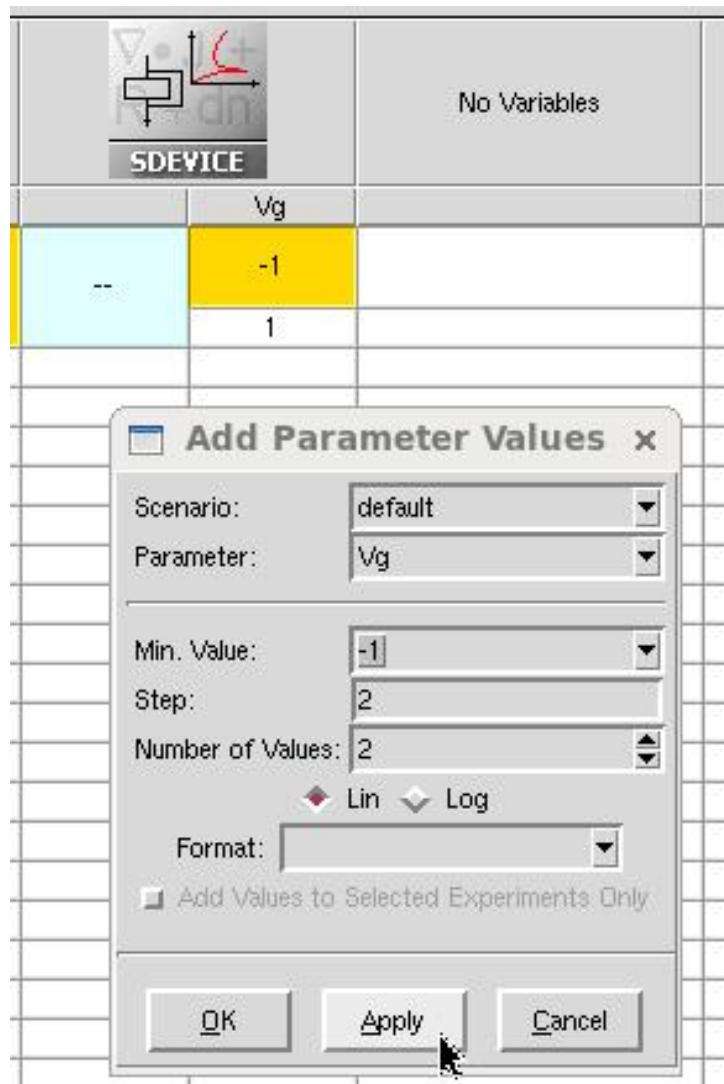 SDEVICE
No Variables
Vg
--
-1
1
Add Parameter Values x
Scenario: default
Parameter: Vg
Min. Value: -1
Step: 2
Number of Values: 2
Lin Log
Format:
Add Values to Selected Experiments Only
OK Apply Cancel